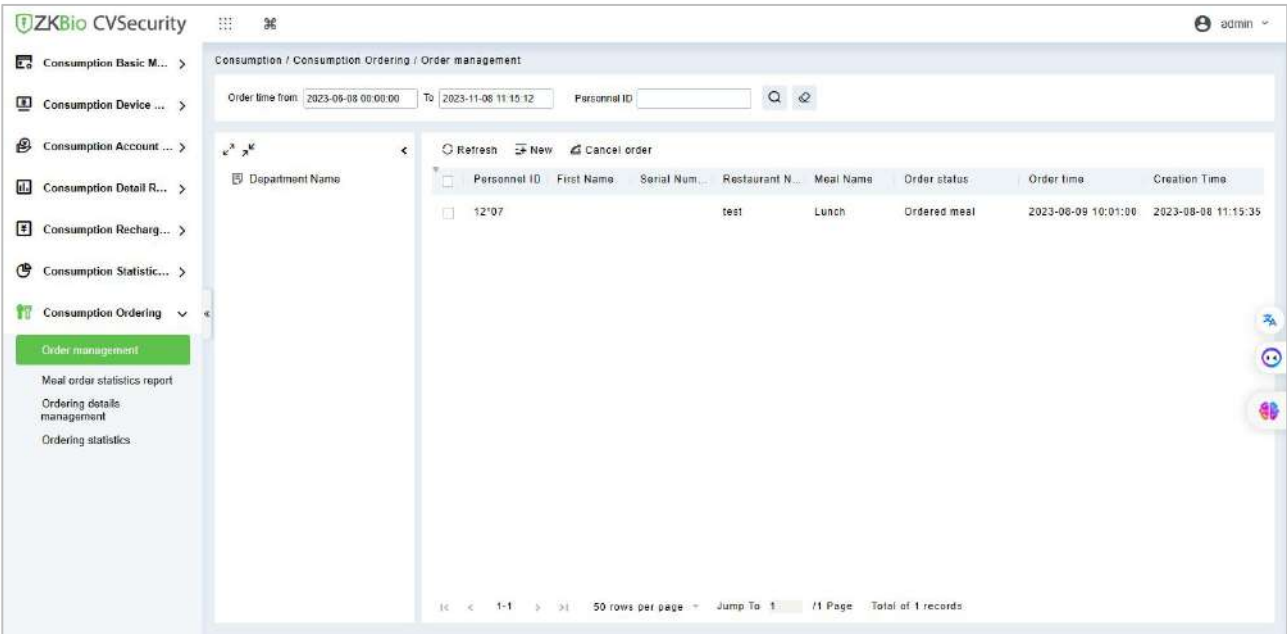 ZKBio CVSecurity
admin
Consumption Basic M...
Consumption Device ...
Consumption Account ...
Consumption Detail R...
Consumption Recharg...
Consumption Statistic...
Consumption Ordering
Order management
Meal order statistics report
Ordering details
management
Ordering statistics
Consumption / Consumption Ordering / Order management
Order time from 2023-06-08 00:00:00 To 2023-11-08 11:15:12 Personnel ID
Department Name
Refresh New Cancel order
Personnel ID First Name Serial Num... Restaurant N... Meal Name Order status Order time Creation Time
12*07 test Lunch Ordered meal 2023-08-09 10:01:00 2023-08-08 11:15:35
1-1 50 rows per page Jump To 1 /1 Page Total of 1 records